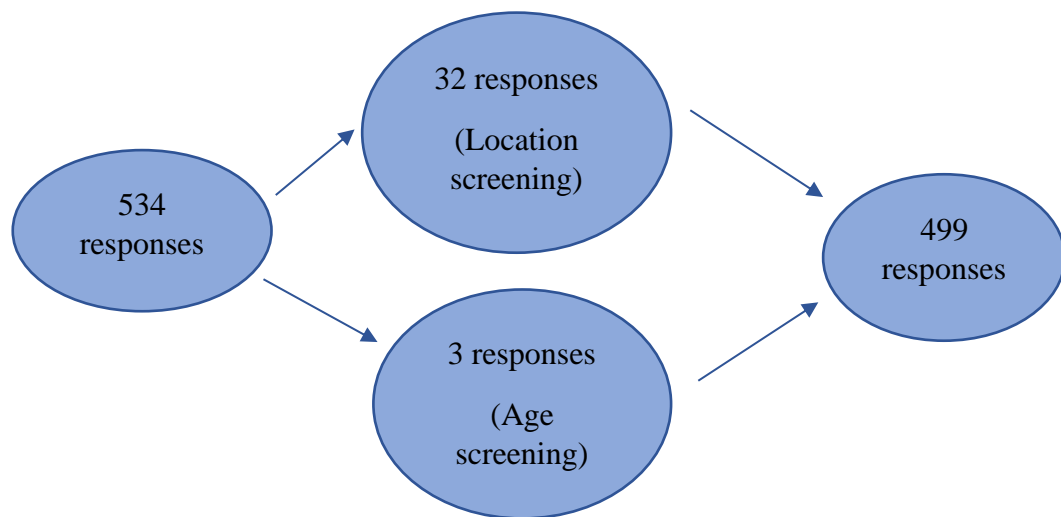 534
responses
32 responses
(Location
screening)
3 responses
(Age
screening)
499
responses